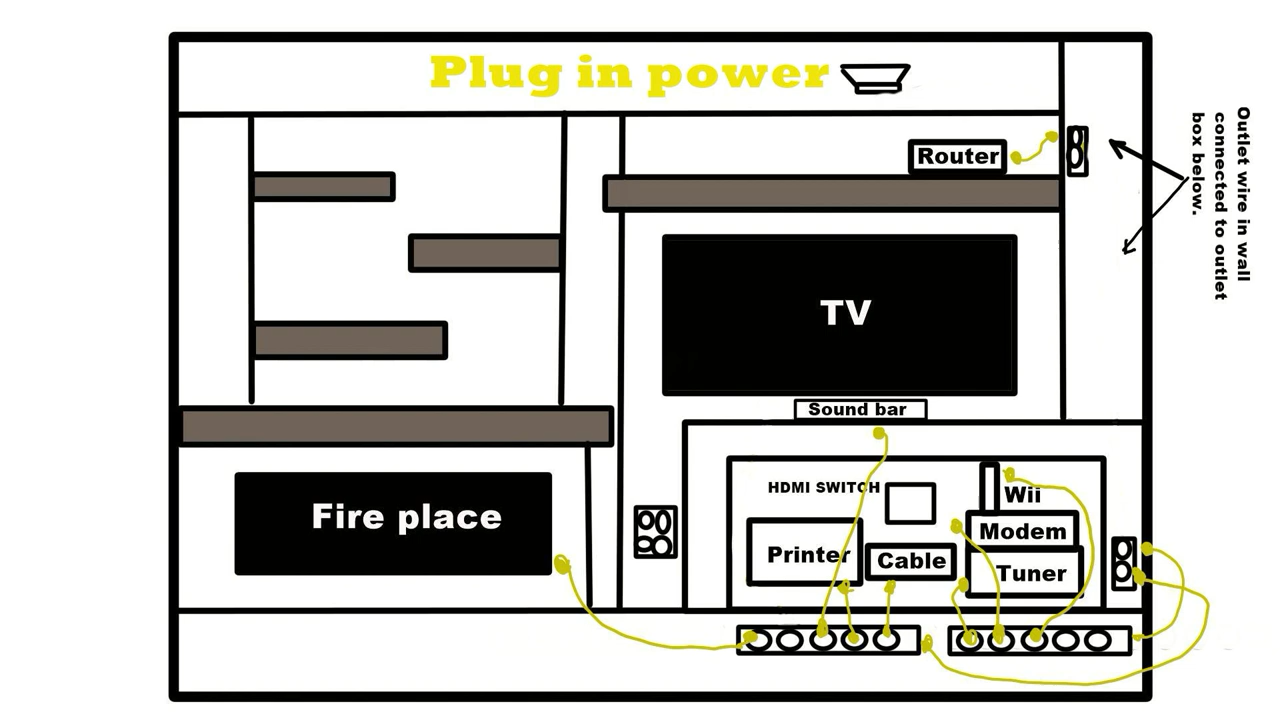 Plug in power
Router
Outlet wire in wall
connected to outlet
box below.
TV
Sound bar
HDMI SWITCH
Wii
Modem
Printer
Cable
Tuner
Fire place